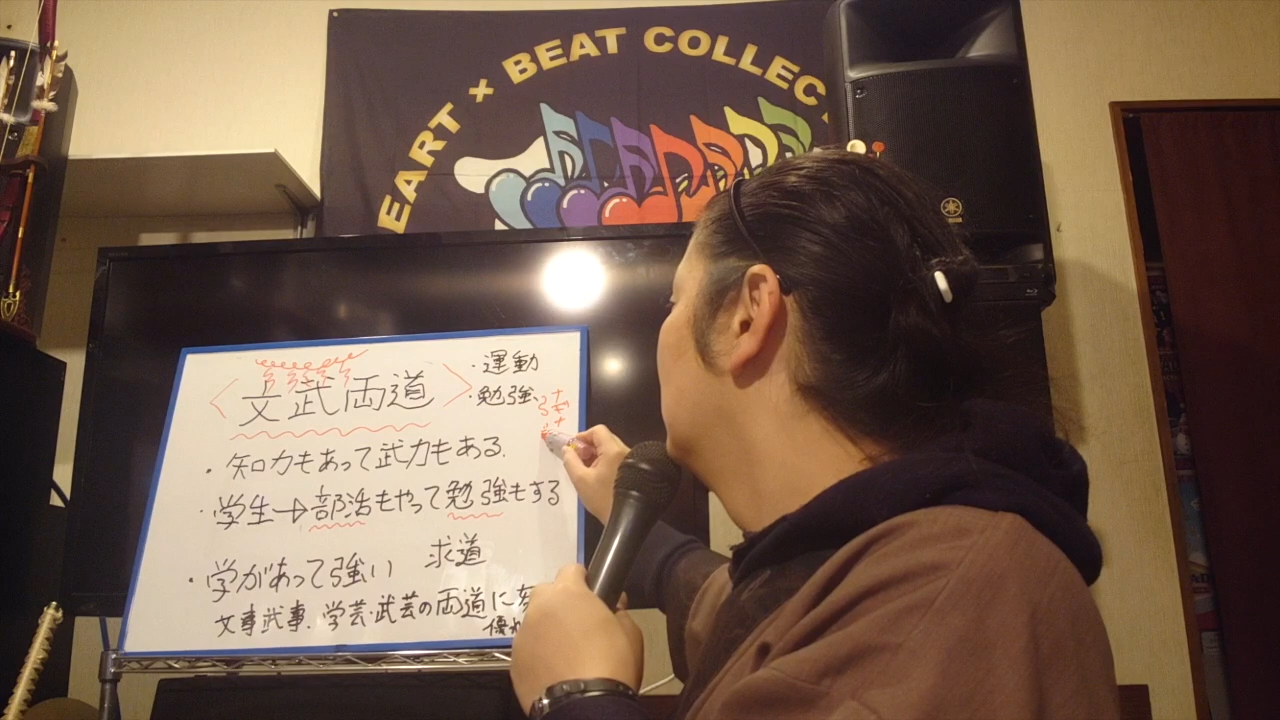 EART × BEAT COLLEC
〈文武両道〉
・運動
・勉強
・知力もあって武力もある.
・学生→部活もやって勉強もする
・学があって強い
求道
文事武事、学芸・武芸の両道に